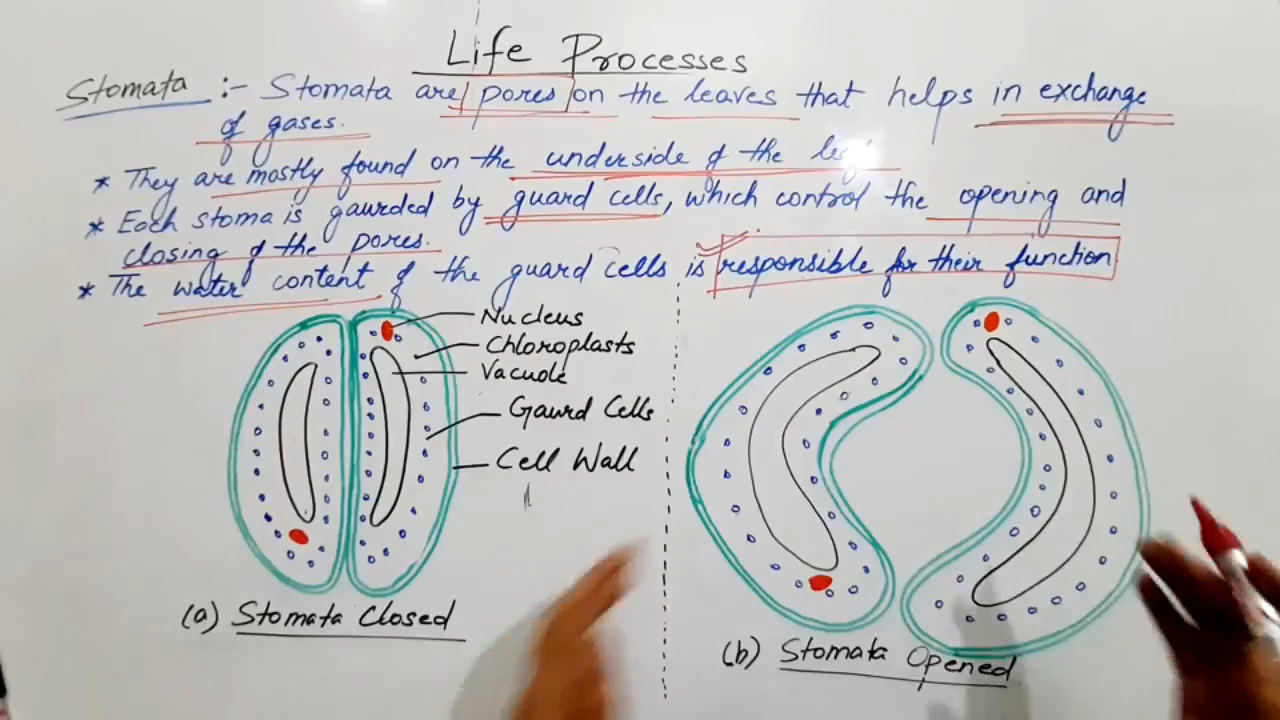 Life Processes
Stomata :- Stomata are pores on the leaves that helps in exchange
of gases.
* They are mostly found on the underside of the
* Each stoma is gaurded by guard cells, which control the opening and
closing of the pores.
* The water content of the guard cells is responsible for their function
Nucleus
Chloroplasts
Vacuole
Gaurd Cells
Cell Wall
(a) Stomata Closed
(b) Stomata Opened